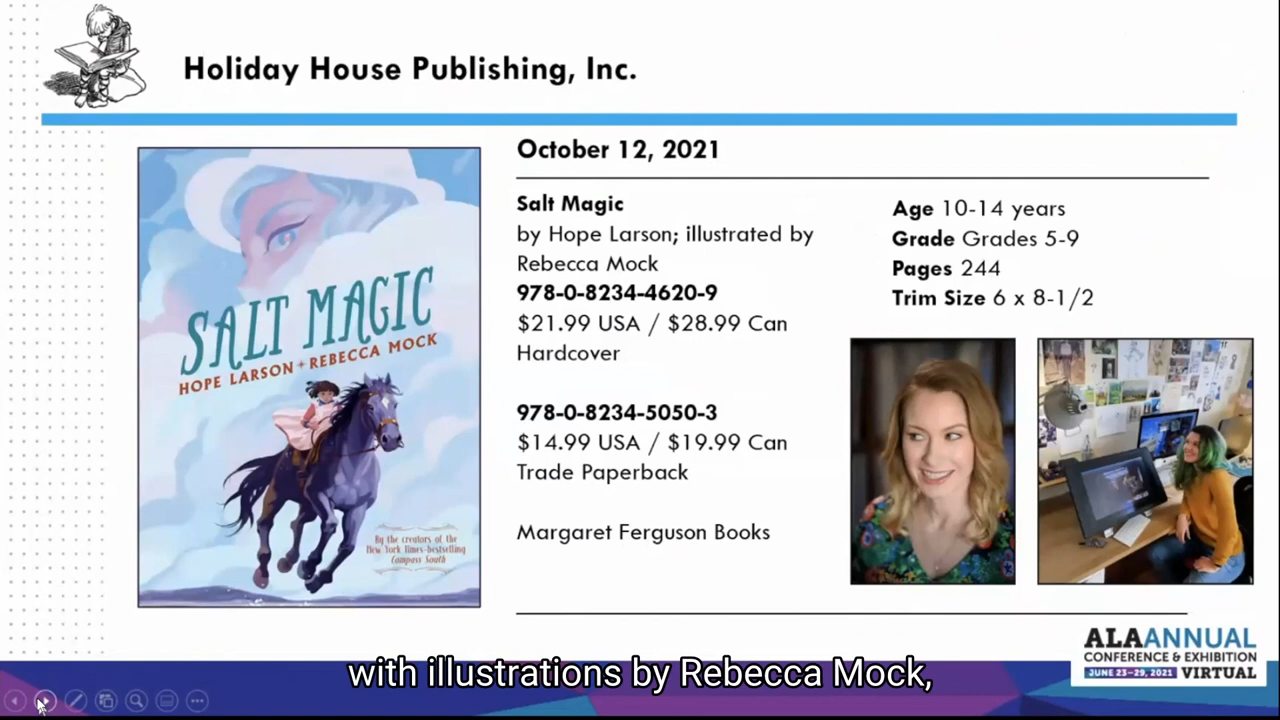 Holiday House Publishing, Inc.
October 12, 2021
Salt Magic
by Hope Larson; illustrated by
Rebecca Mock
978-0-8234-4620-9
$21.99 USA / $28.99 Can
Hardcover
978-0-8234-5050-3
$14.99 USA / $19.99 Can
Trade Paperback
Margaret Ferguson Books
Age 10-14 years
Grade Grades 5-9
Pages 244
Trim Size 6 x 8-1/2
SALT MAGIC
HOPE LARSON + REBECCA MOCK
By the creators of the
New York Times-bestselling
Compass South
ALA ANNUAL
CONFERENCE & EXHIBITION
JUNE 23-29, 2021 VIRTUAL
with illustrations by Rebecca Mock,